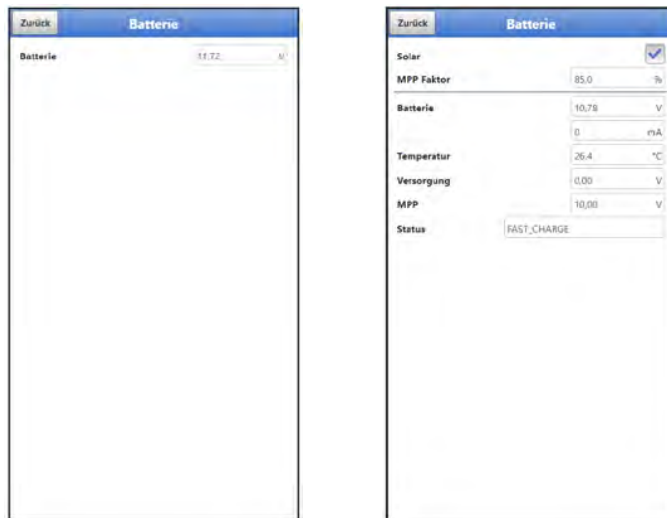 Zurück Batterie
Batterie 11,72 V
Zurück Batterie
Solar
MPP Faktor 85,0 %
Batterie 10,78 V
0 mA
Temperatur 26,4 °C
Versorgung 0,00 V
MPP 10,00 V
Status FAST_CHARGE